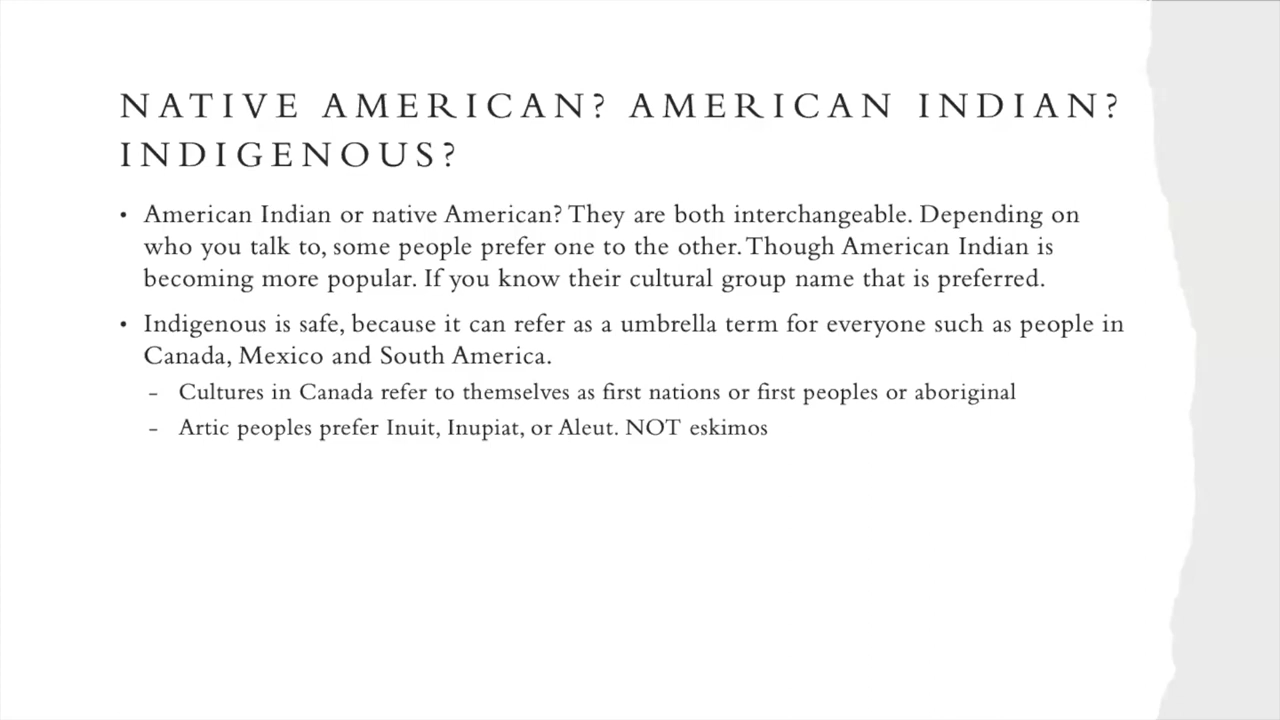 NATIVE AMERICAN? AMERICAN INDIAN?
INDIGENOUS?
• American Indian or native American? They are both interchangeable. Depending on
who you talk to, some people prefer one to the other. Though American Indian is
becoming more popular. If you know their cultural group name that is preferred.
• Indigenous is safe, because it can refer as a umbrella term for everyone such as people in
Canada, Mexico and South America.
– Cultures in Canada refer to themselves as first nations or first peoples or aboriginal
– Artic peoples prefer Inuit, Inupiat, or Aleut. NOT eskimos